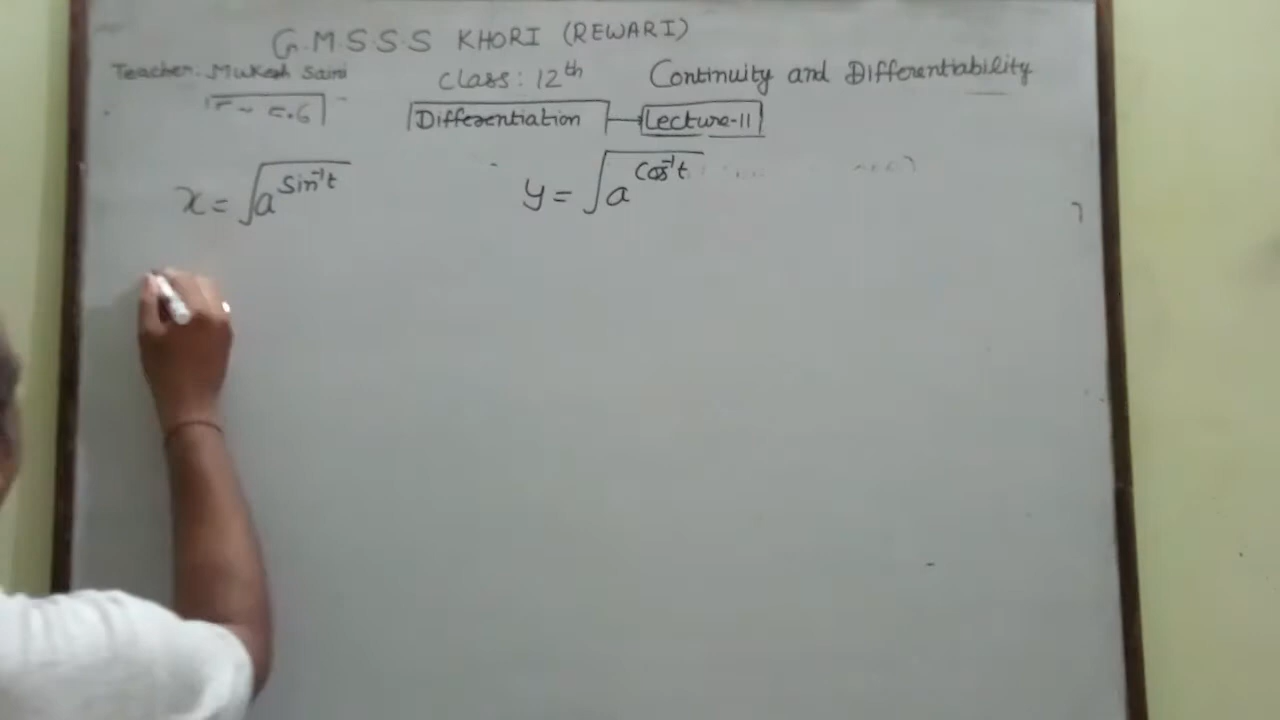 G.M.S.S.S KHORI (REWARI)
Teacher: Mukesh Saini Class: 12th Continuity and Differentiability
Differentiation Lecture-11
x = √a^Sin⁻¹t y = √a^Cos⁻¹t